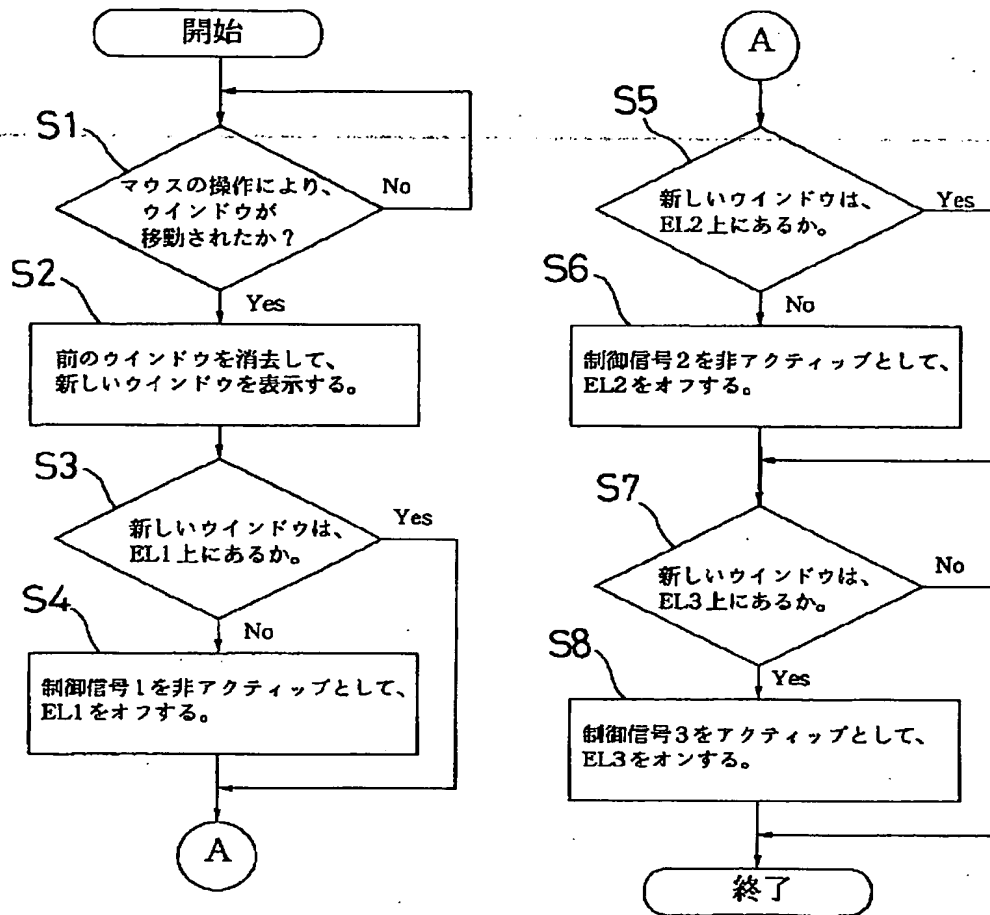 開始
S1
マウスの操作により、
ウインドウが
移動されたか？
No
Yes
S2
前のウインドウを消去して、
新しいウインドウを表示する。
S3
新しいウインドウは、
EL1上にあるか。
Yes
No
S4
制御信号1を非アクティブとして、
EL1をオフする。
A
A
S5
新しいウインドウは、
EL2上にあるか。
Yes
No
S6
制御信号2を非アクティブとして、
EL2をオフする。
S7
新しいウインドウは、
EL3上にあるか。
No
Yes
S8
制御信号3をアクティブとして、
EL3をオンする。
終了